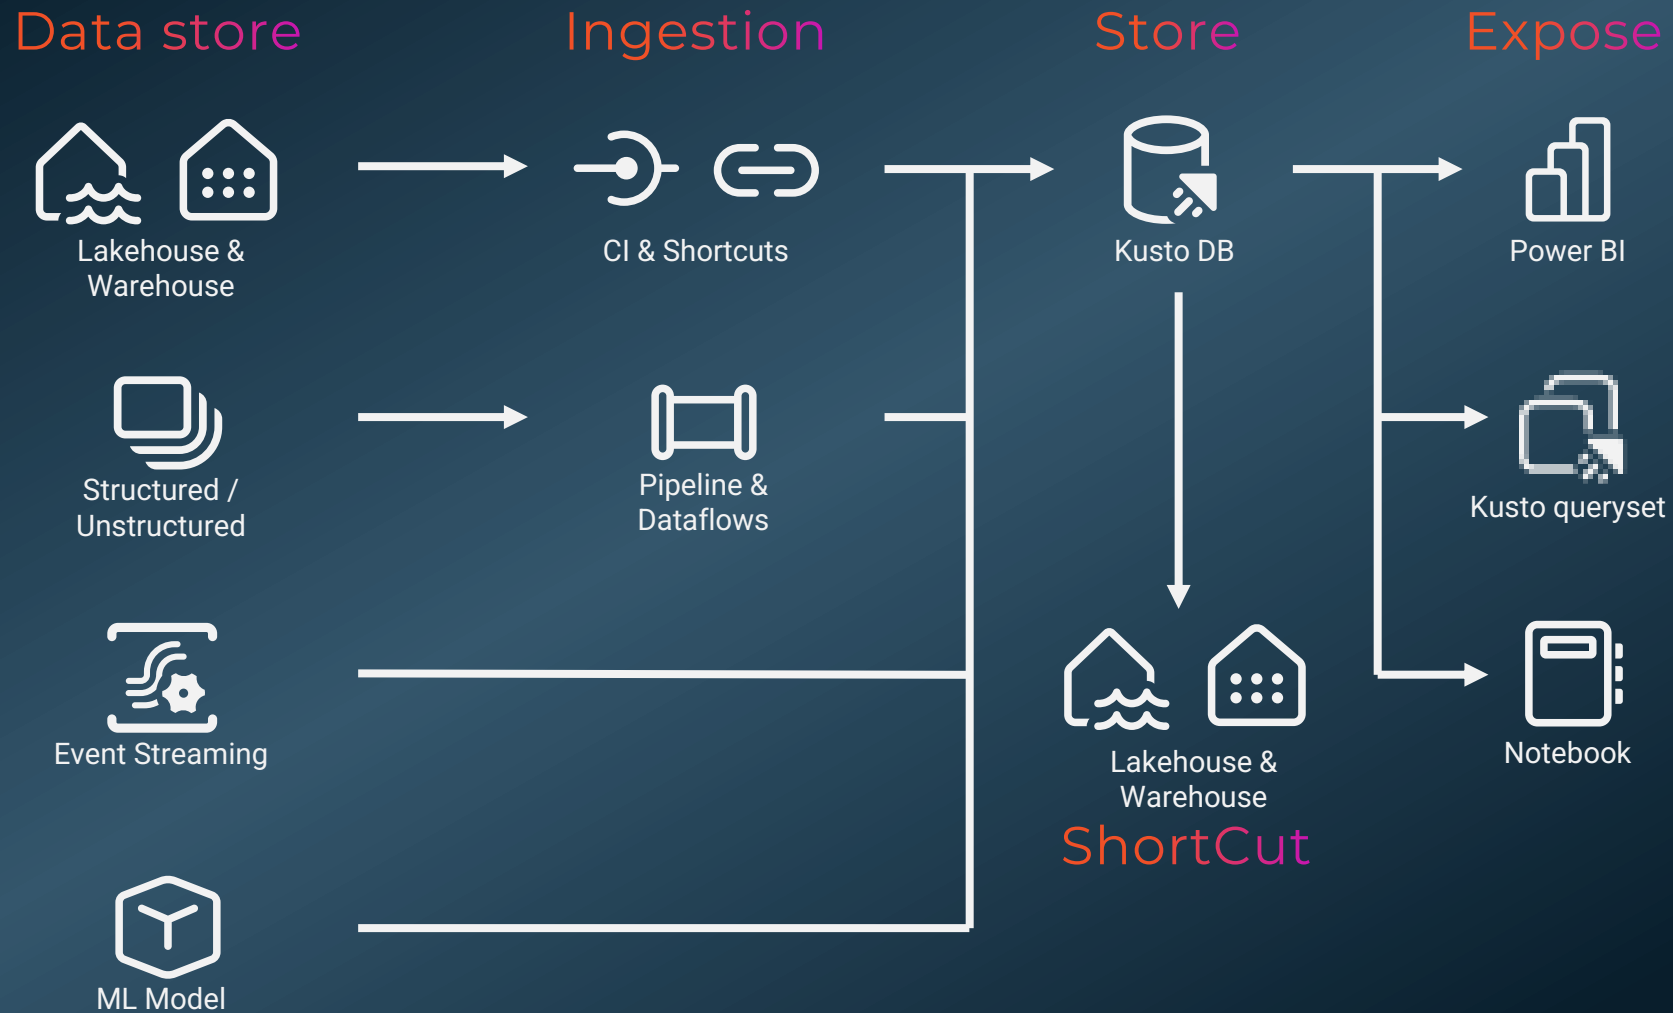 Data store
Ingestion
Store
Expose
Lakehouse &
Warehouse
CI & Shortcuts
Kusto DB
Power BI
Structured /
Unstructured
Pipeline &
Dataflows
Kusto queryset
Event Streaming
Lakehouse &
Warehouse
ShortCut
Notebook
ML Model